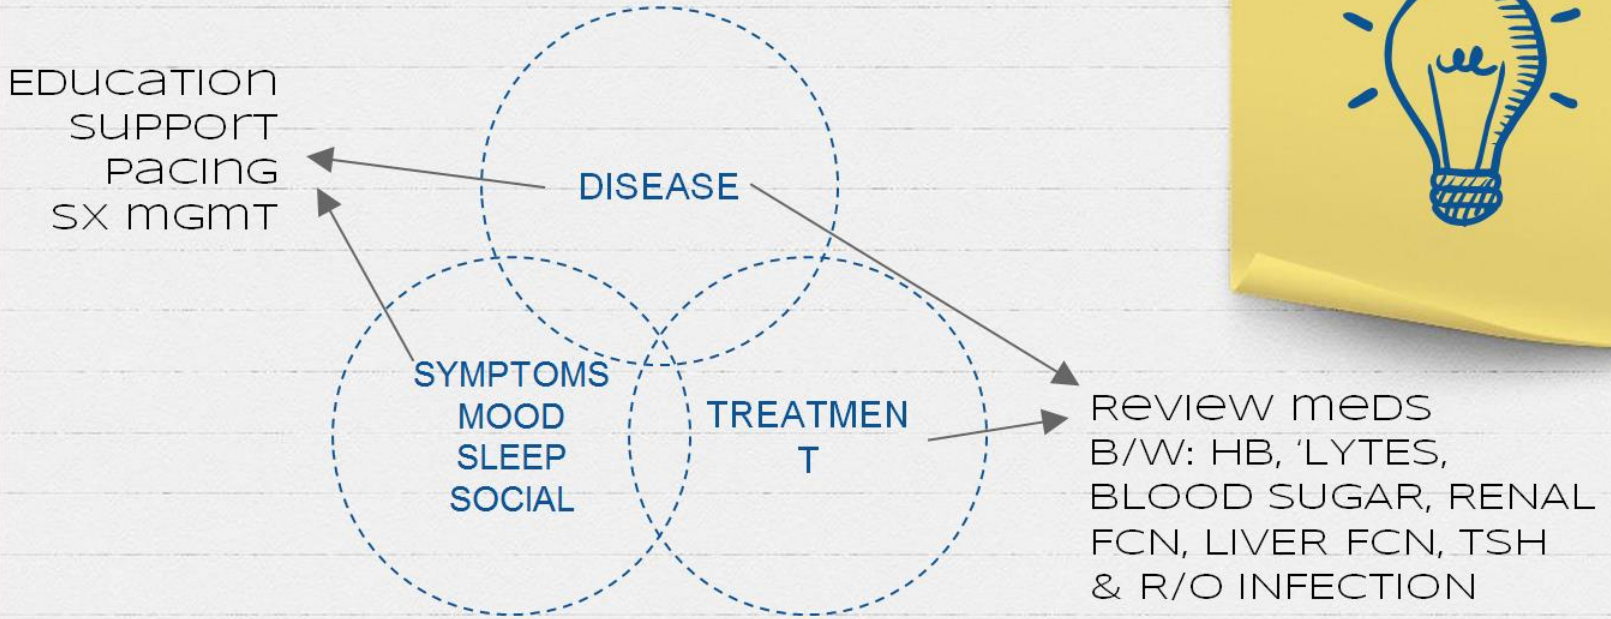 EDUCATION
SUPPORT
PACING
SX MGMT
DISEASE
SYMPTOMS
MOOD
SLEEP
SOCIAL
TREATMEN
T
REVIEW MEDS
B/W: HB, ‘LYTES,
BLOOD SUGAR, RENAL
FCN, LIVER FCN, TSH
& R/O INFECTION